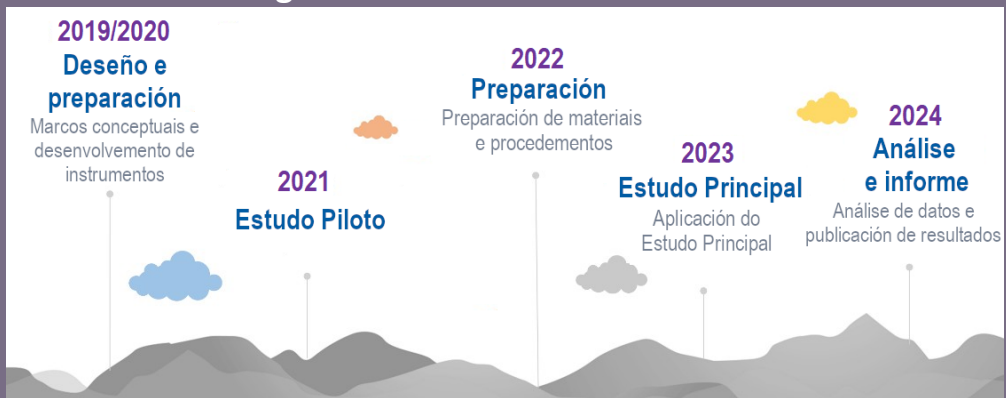 2019/2020
Deseño e
preparación
Marcos conceptuais e
desenvolvemento de
instrumentos
2021
Estudo Piloto
2022
Preparación
Preparación de materiais
e procedementos
2023
Estudo Principal
Aplicación do
Estudo Principal
2024
Análise
e informe
Análise de datos e
publicación de resultados